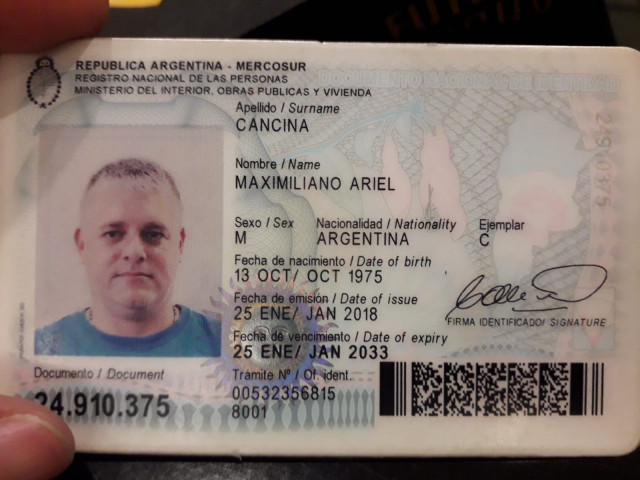 REPUBLICA ARGENTINA - MERCOSUR
REGISTRO NACIONAL DE LAS PERSONAS
MINISTERIO DEL INTERIOR, OBRAS PUBLICAS Y VIVIENDA
Apellido / Surname
CANCINA
Nombre / Name
MAXIMILIANO ARIEL
Sexo / Sex Nacionalidad / Nationality Ejemplar
M ARGENTINA C
Fecha de nacimiento / Date of birth
13 OCT/ OCT 1975
Fecha de emisión / Date of issue
25 ENE/ JAN 2018
FIRMA IDENTIFICADO/ SIGNATURE
Fecha de vencimiento / Date of expiry
25 ENE/ JAN 2033
Documento / Document
24.910.375
Trámite Nº / Of. ident.
00532356815
8001